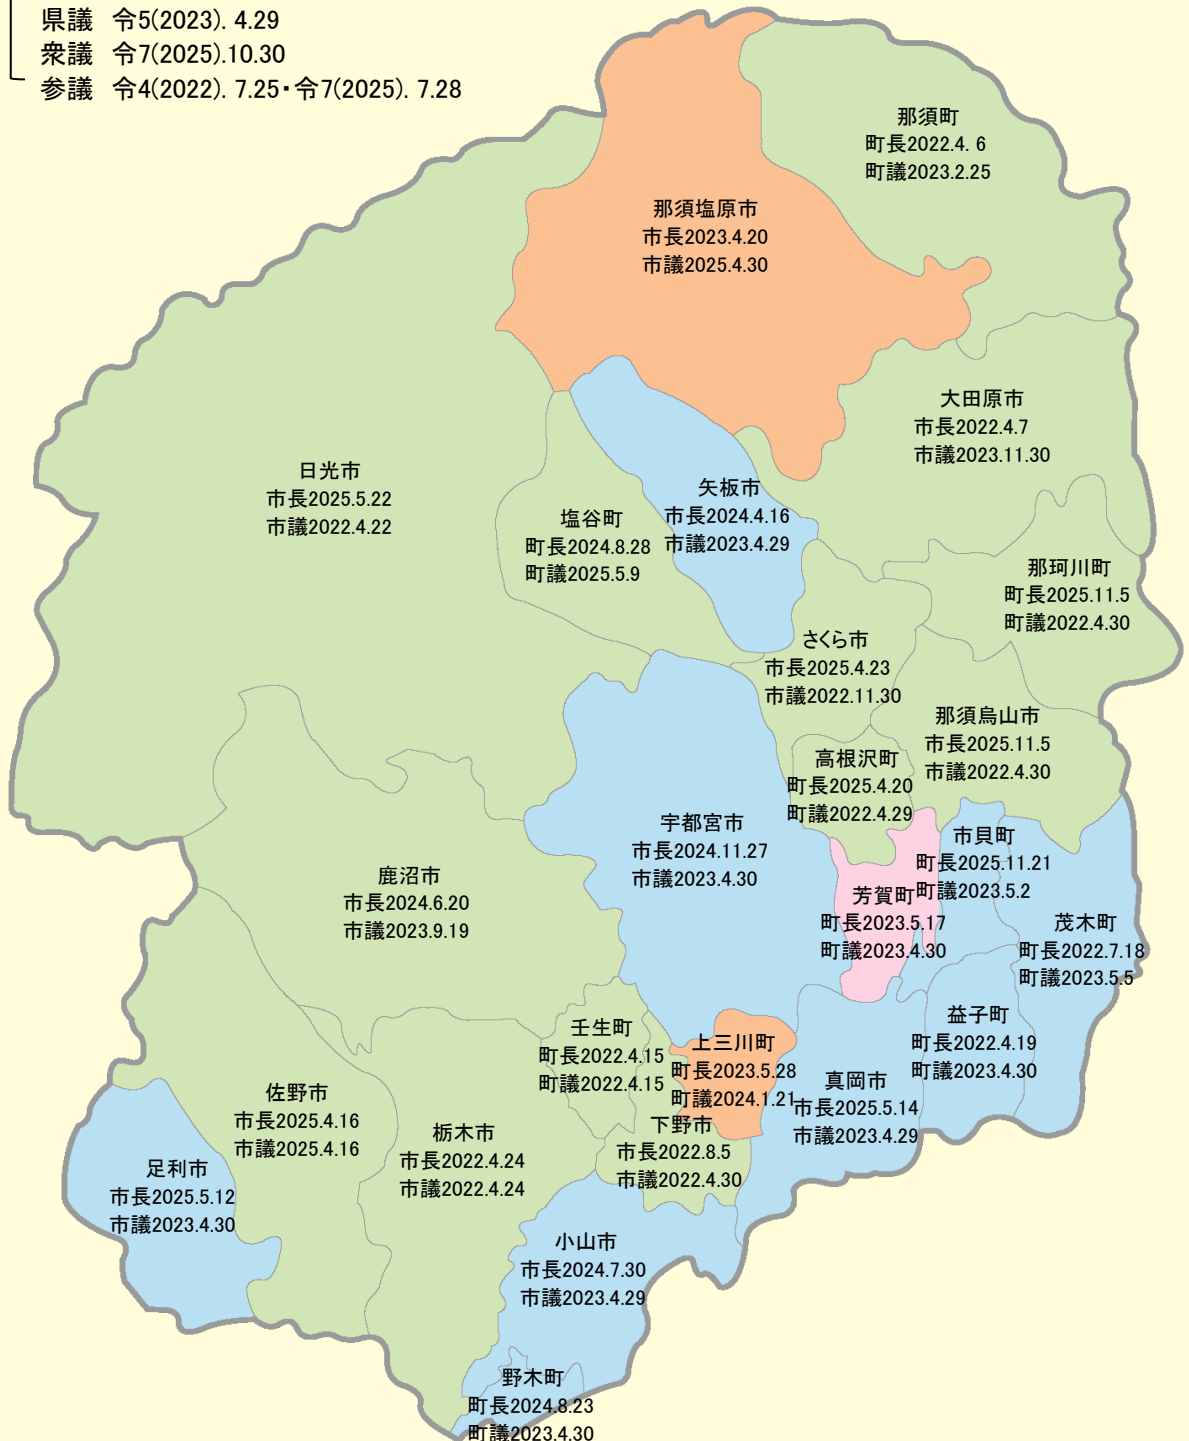 県議 令5(2023). 4.29
衆議 令7(2025).10.30
参議 令4(2022). 7.25・令7(2025). 7.28
那須町
町長2022.4. 6
町議2023.2.25
那須塩原市
市長2023.4.20
市議2025.4.30
大田原市
市長2022.4.7
市議2023.11.30
日光市
市長2025.5.22
市議2022.4.22
矢板市
市長2024.4.16
市議2023.4.29
塩谷町
町長2024.8.28
町議2025.5.9
那珂川町
町長2025.11.5
町議2022.4.30
さくら市
市長2025.4.23
市議2022.11.30
那須烏山市
市長2025.11.5
市議2022.4.30
高根沢町
町長2025.4.20
町議2022.4.29
宇都宮市
市長2024.11.27
市議2023.4.30
市貝町
町長2025.11.21
町議2023.5.2
鹿沼市
市長2024.6.20
市議2023.9.19
芳賀町
町長2023.5.17
町議2023.4.30
茂木町
町長2022.7.18
町議2023.5.5
益子町
町長2022.4.19
町議2023.4.30
壬生町
町長2022.4.15
町議2022.4.15
上三川町
町長2023.5.28
町議2024.1.21
真岡市
市長2025.5.14
市議2023.4.29
佐野市
市長2025.4.16
市議2025.4.16
下野市
市長2022.8.5
市議2022.4.30
栃木市
市長2022.4.24
市議2022.4.24
足利市
市長2025.5.12
市議2023.4.30
小山市
市長2024.7.30
市議2023.4.29
野木町
町長2024.8.23
町議2023.4.30